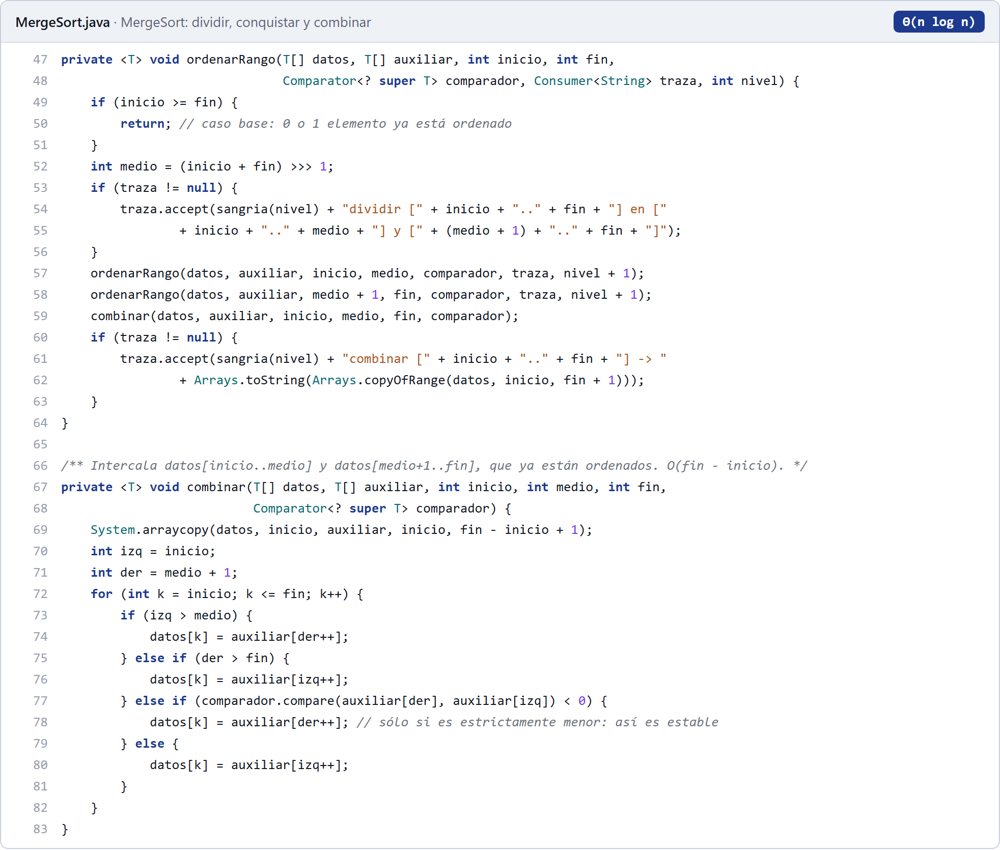 MergeSort.java · MergeSort: dividir, conquistar y combinar
Θ(n log n)
47 private <T> void ordenarRango(T[] datos, T[] auxiliar, int inicio, int fin,
48                               Comparator<? super T> comparador, Consumer<String> traza, int nivel) {
49     if (inicio >= fin) {
50         return; // caso base: 0 o 1 elemento ya está ordenado
51     }
52     int medio = (inicio + fin) >>> 1;
53     if (traza != null) {
54         traza.accept(sangria(nivel) + "dividir [" + inicio + ".." + fin + "] en ["
55                 + inicio + ".." + medio + "] y [" + (medio + 1) + ".." + fin + "]");
56     }
57     ordenarRango(datos, auxiliar, inicio, medio, comparador, traza, nivel + 1);
58     ordenarRango(datos, auxiliar, medio + 1, fin, comparador, traza, nivel + 1);
59     combinar(datos, auxiliar, inicio, medio, fin, comparador);
60     if (traza != null) {
61         traza.accept(sangria(nivel) + "combinar [" + inicio + ".." + fin + "] -> "
62                 + Arrays.toString(Arrays.copyOfRange(datos, inicio, fin + 1)));
63     }
64 }
65
66 /** Intercala datos[inicio..medio] y datos[medio+1..fin], que ya están ordenados. O(fin - inicio). */
67 private <T> void combinar(T[] datos, T[] auxiliar, int inicio, int medio, int fin,
68                           Comparator<? super T> comparador) {
69     System.arraycopy(datos, inicio, auxiliar, inicio, fin - inicio + 1);
70     int izq = inicio;
71     int der = medio + 1;
72     for (int k = inicio; k <= fin; k++) {
73         if (izq > medio) {
74             datos[k] = auxiliar[der++];
75         } else if (der > fin) {
76             datos[k] = auxiliar[izq++];
77         } else if (comparador.compare(auxiliar[der], auxiliar[izq]) < 0) {
78             datos[k] = auxiliar[der++]; // sólo si es estrictamente menor: así es estable
79         } else {
80             datos[k] = auxiliar[izq++];
81         }
82     }
83 }